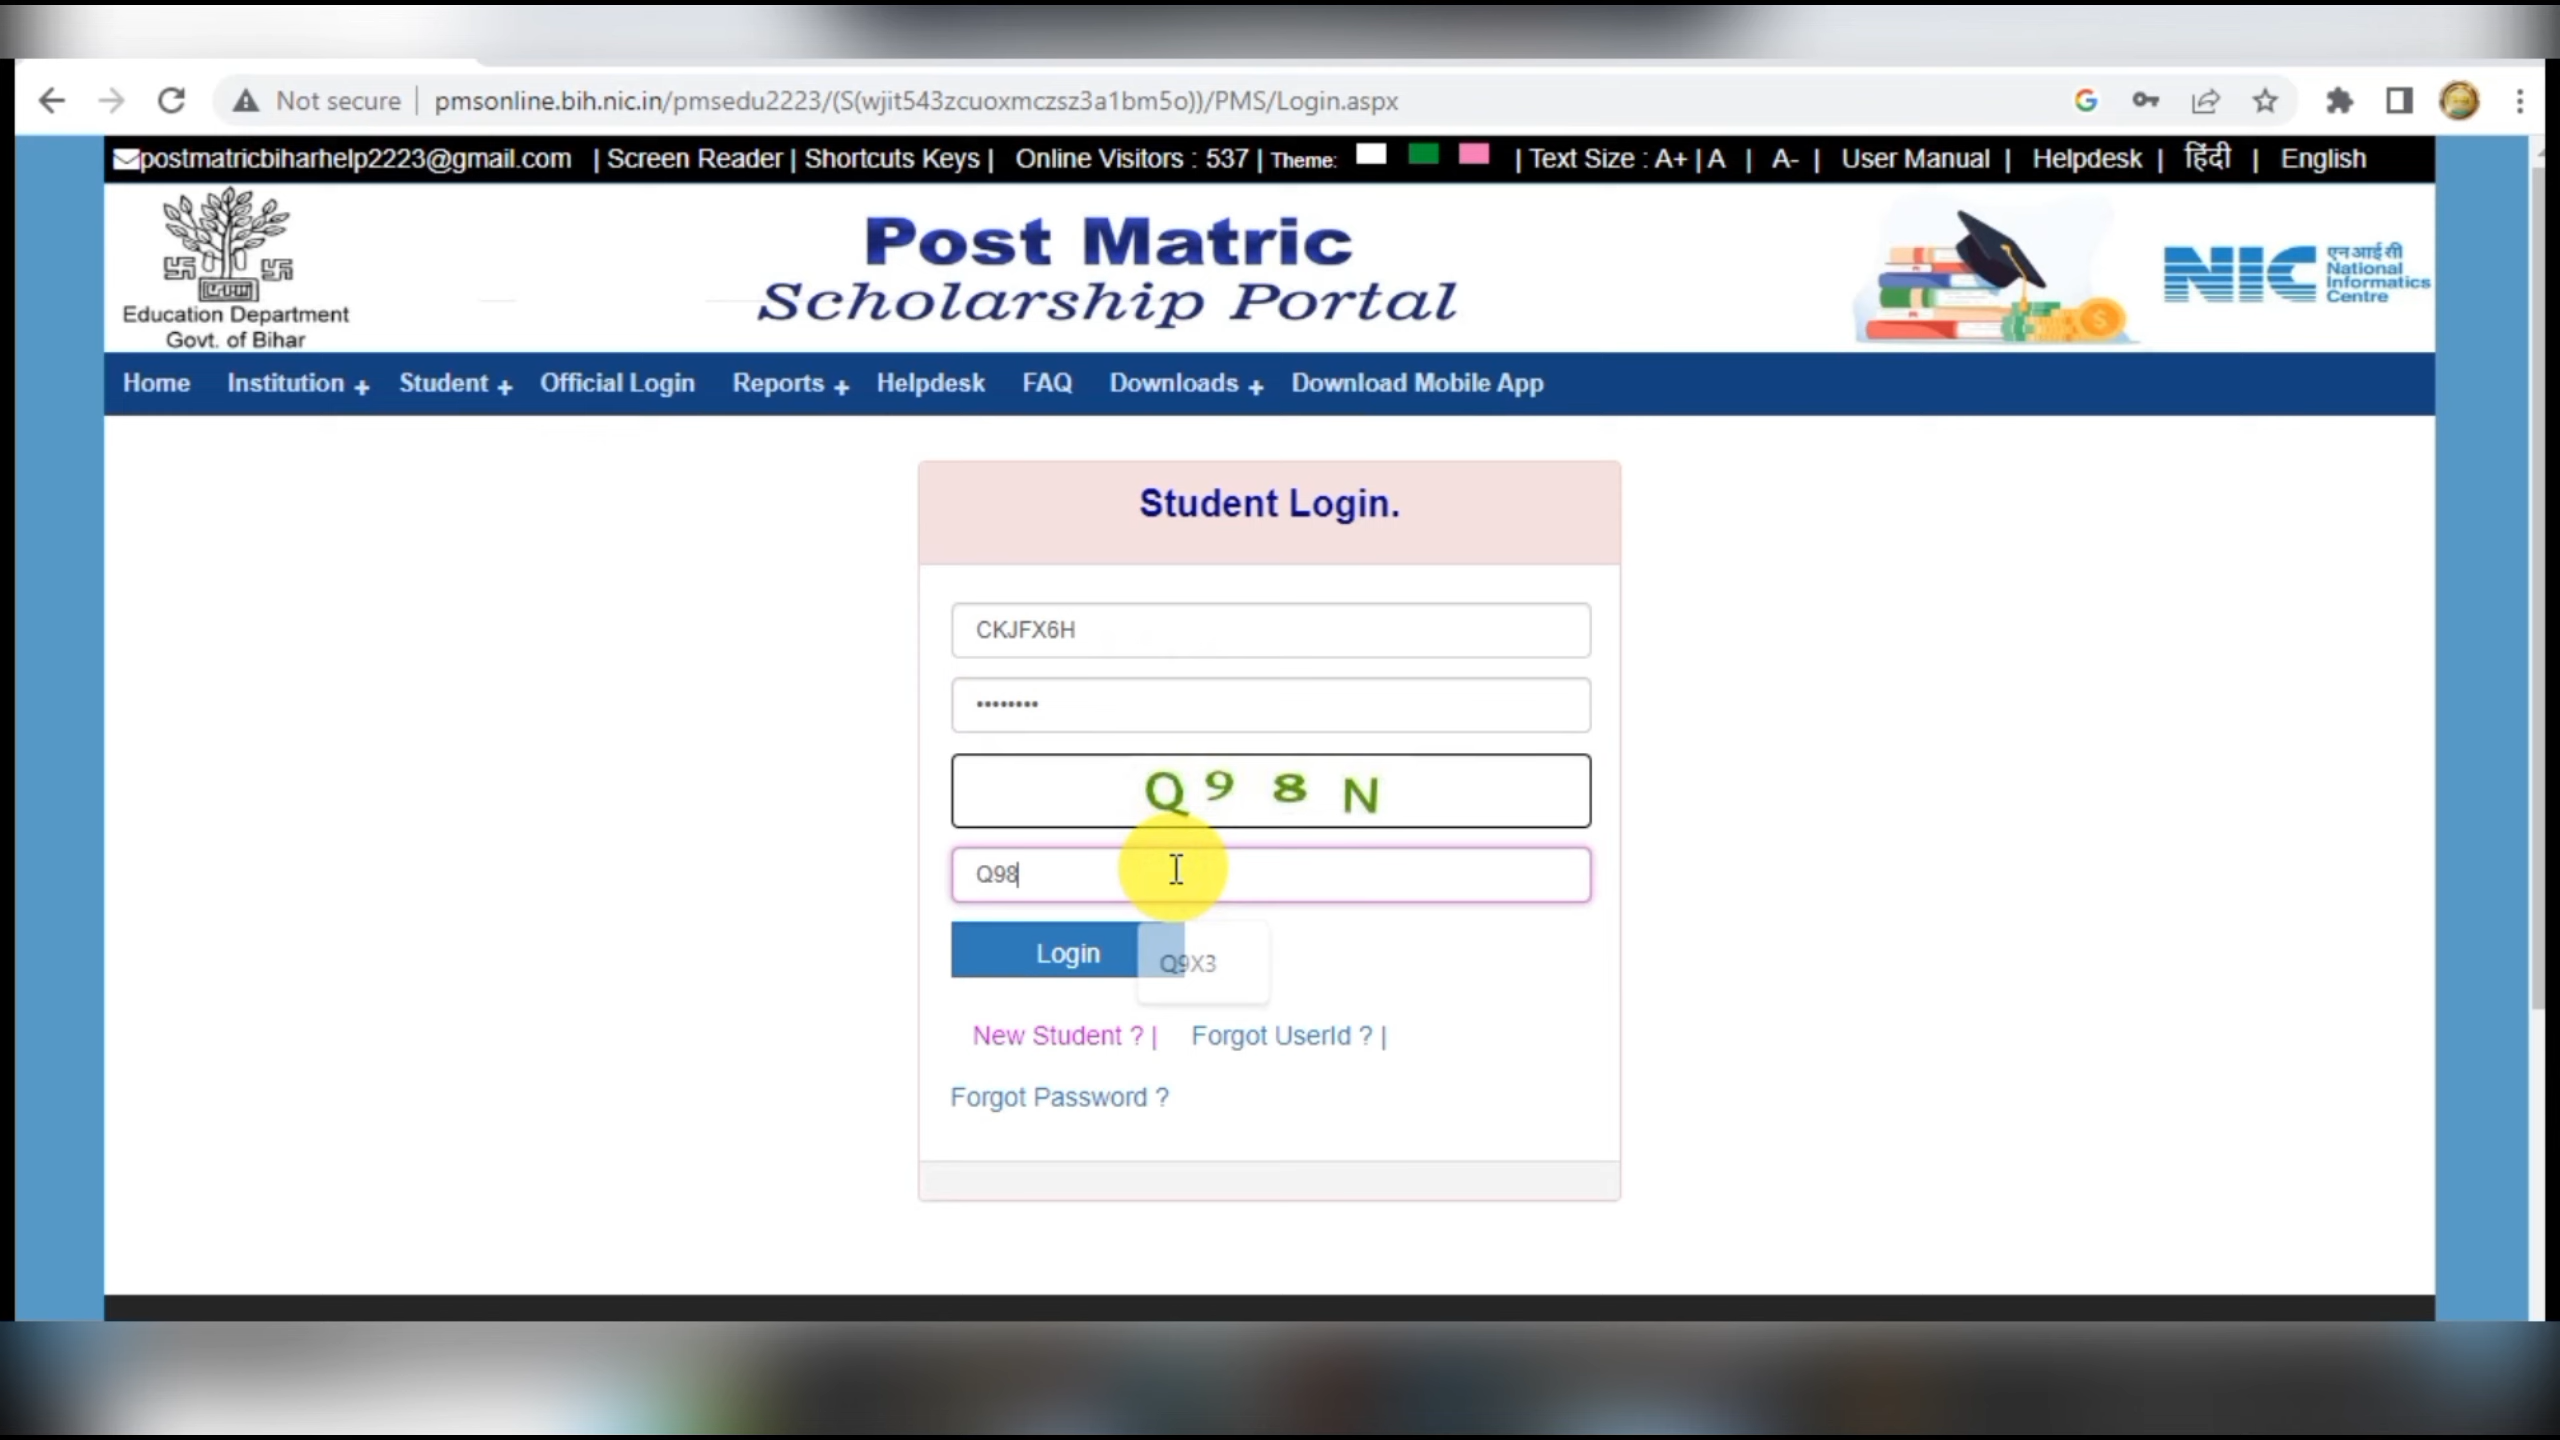 Not secure | pmsonline.bih.nic.in/pmsedu2223/(S(wjit543zcuoxmczsz3a1bm5o))/PMS/Login.aspx
postmatricbiharhelp2223@gmail.com | Screen Reader | Shortcuts Keys | Online Visitors : 537 | Theme: | Text Size : A+ | A | A- | User Manual | Helpdesk | हिंदी | English
Education Department
Govt. of Bihar
Post Matric
Scholarship Portal
NIC
एन आई सी
National
Informatics
Centre
Home Institution + Student + Official Login Reports + Helpdesk FAQ Downloads + Download Mobile App
Student Login.
CKJFX6H
••••••••
Q 9 8 N
Q98
Login
Q9X3
New Student ? | Forgot UserId ? |
Forgot Password ?